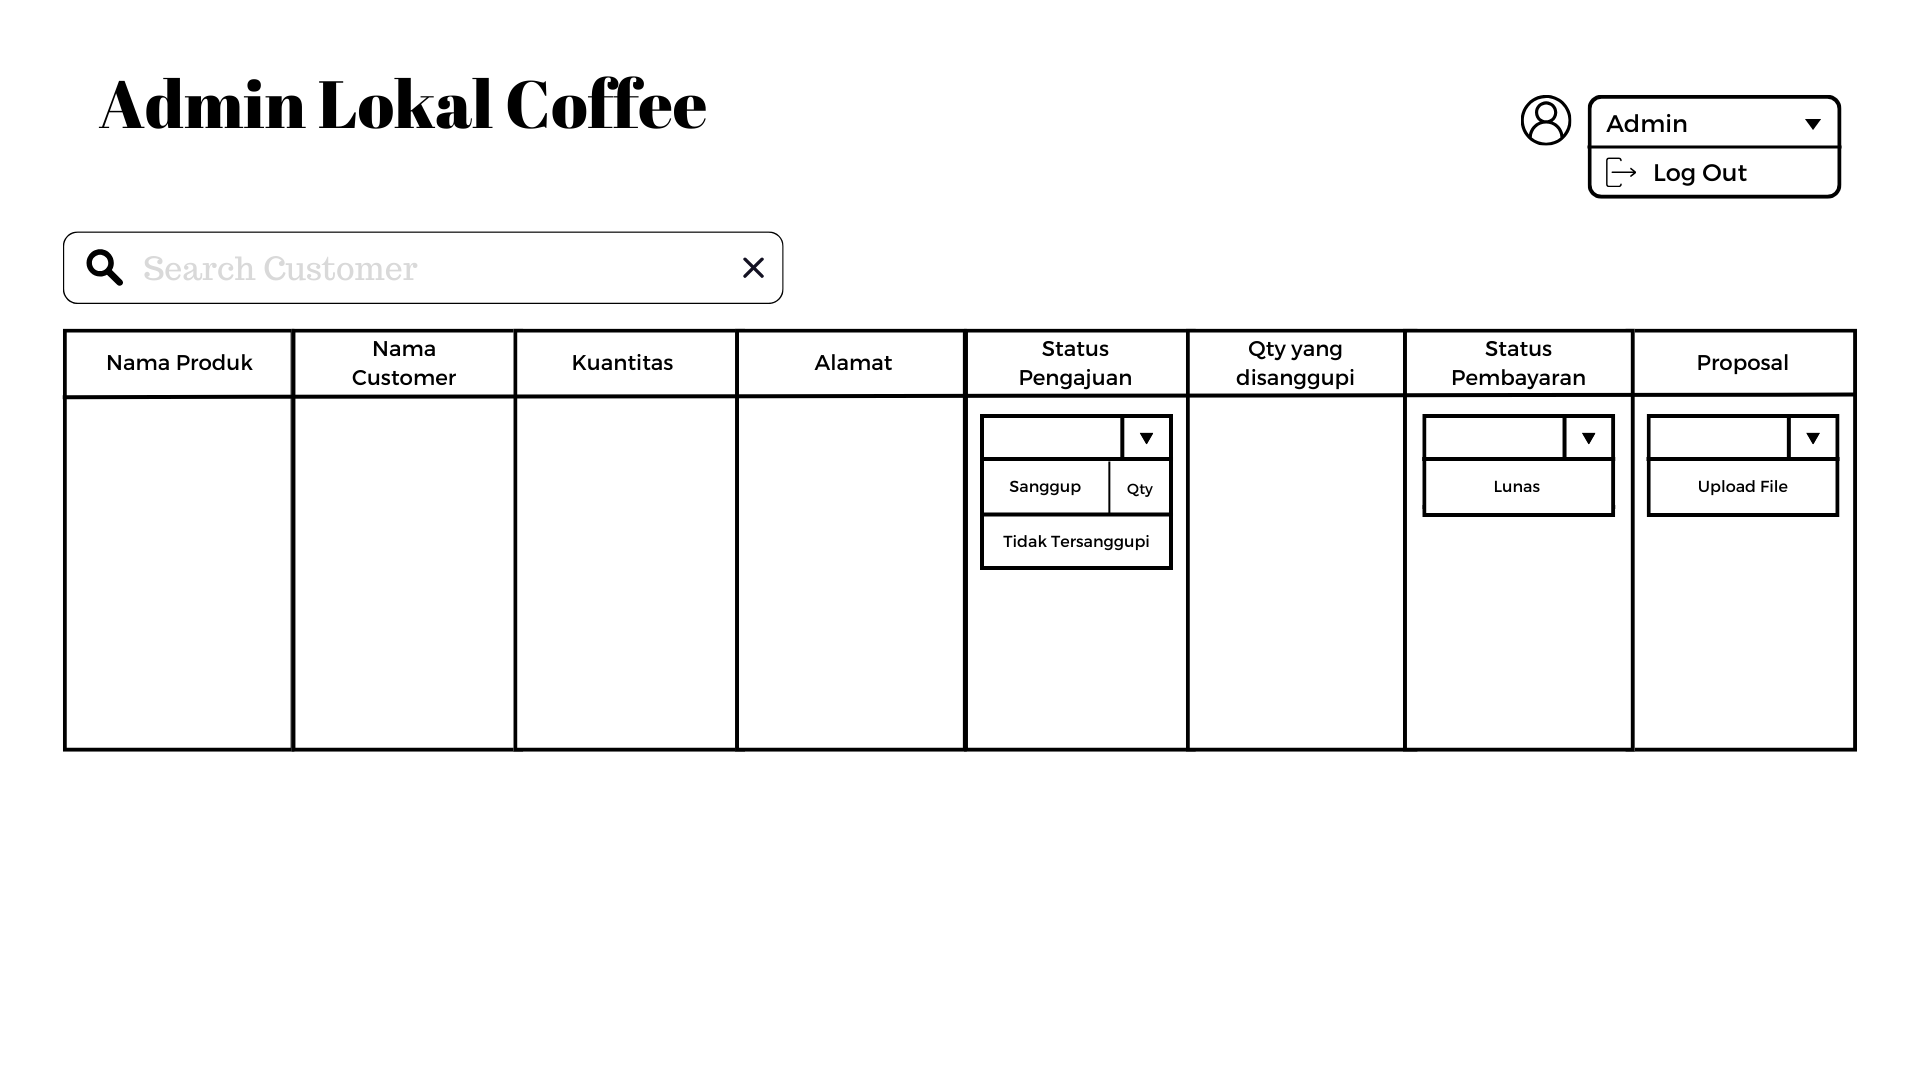 Admin Lokal Coffee
Admin
Log Out
Search Customer
Nama Produk
Nama
Customer
Kuantitas
Alamat
Status
Pengajuan
Qty yang
disanggupi
Status
Pembayaran
Proposal
Sanggup
Qty
Tidak Tersanggupi
Lunas
Upload File